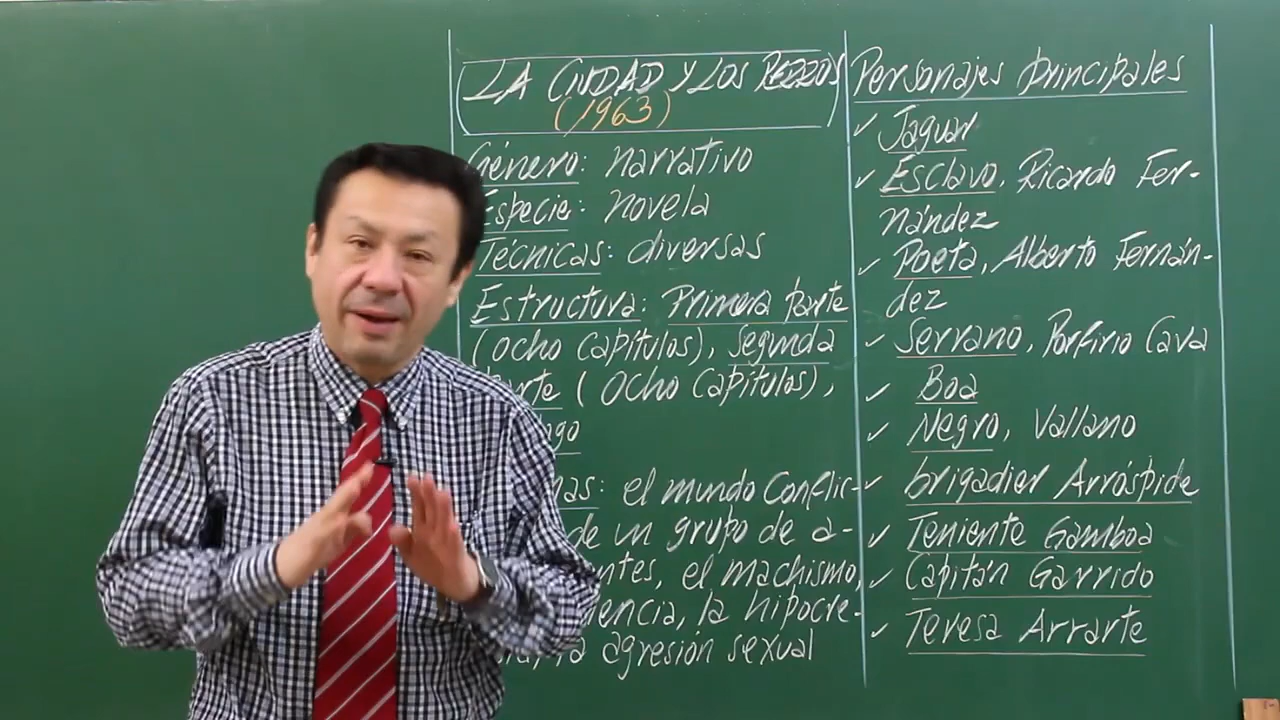 LA CIUDAD Y LOS PERROS
(1963)
Género: narrativo
Especie: novela
Técnicas: diversas
Estructura: Primera parte
(ocho capítulos), segunda
parte (ocho capítulos),
el mundo conflic-
de un grupo de a-
ntes, el machismo,
encia, la hipocre-
la agresión sexual
Personajes principales
✓ Jaguar
✓ Esclavo, Ricardo Fer-
nández
✓ Poeta, Alberto Fernán-
dez
✓ Serrano, Porfirio Cava
✓ Boa
✓ Negro, Vallano
✓ brigadier Arróspide
✓ Teniente Gamboa
✓ Capitán Garrido
✓ Teresa Arrarte